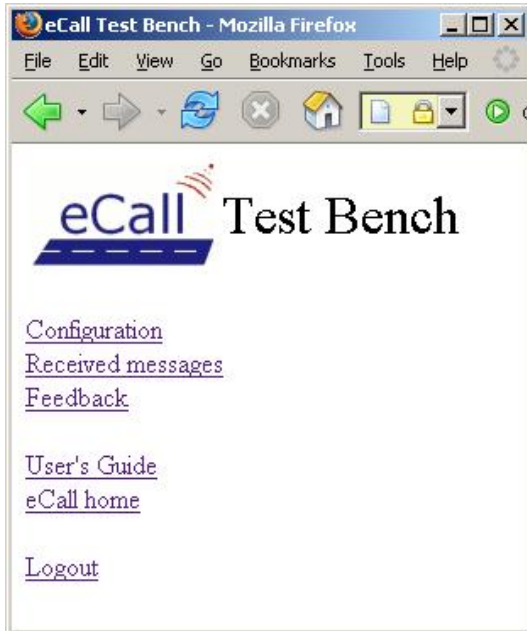 eCall Test Bench - Mozilla Firefox
File Edit View Go Bookmarks Tools Help
eCall Test Bench
Configuration
Received messages
Feedback
User's Guide
eCall home
Logout